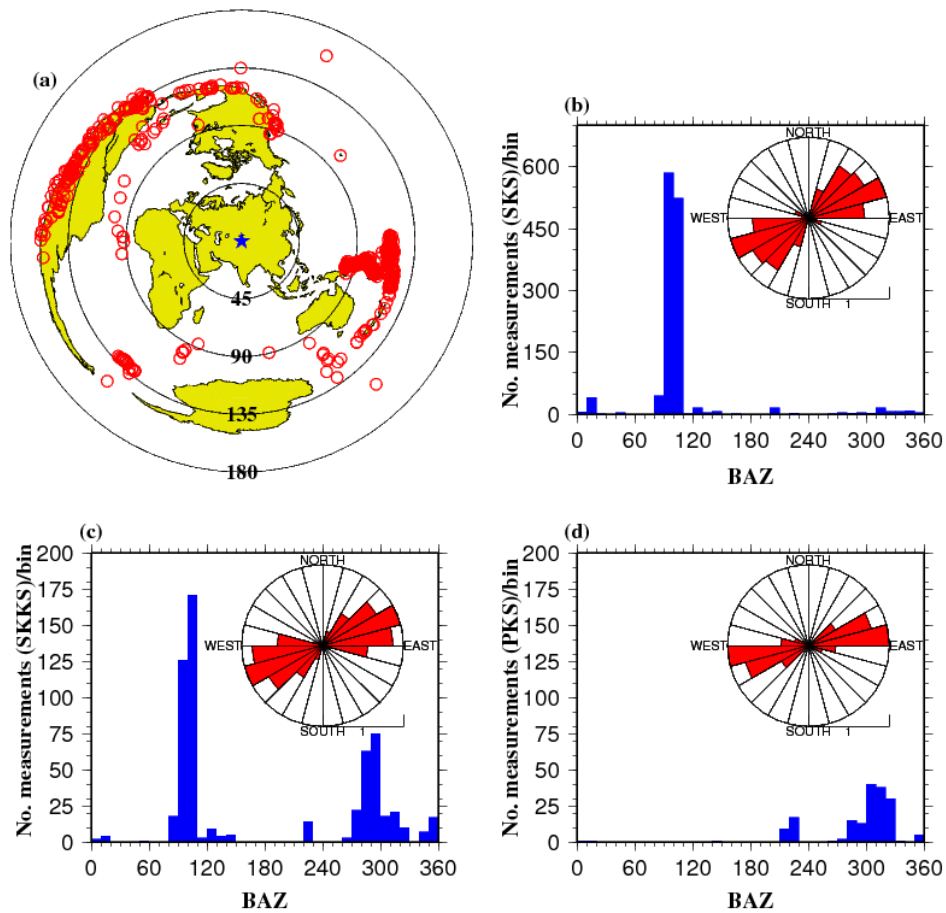 (a)
45
90
135
180
(b)
No. measurements (SKS)/bin
600
450
300
150
0
NORTH
WEST
EAST
SOUTH 1
0 60 120 180 240 300 360
BAZ
(c)
No. measurements (SKKS)/bin
200
175
150
125
100
75
50
25
0
NORTH
WEST
EAST
SOUTH 1
0 60 120 180 240 300 360
BAZ
(d)
No. measurements (PKS)/bin
200
175
150
125
100
75
50
25
0
NORTH
WEST
EAST
SOUTH 1
0 60 120 180 240 300 360
BAZ